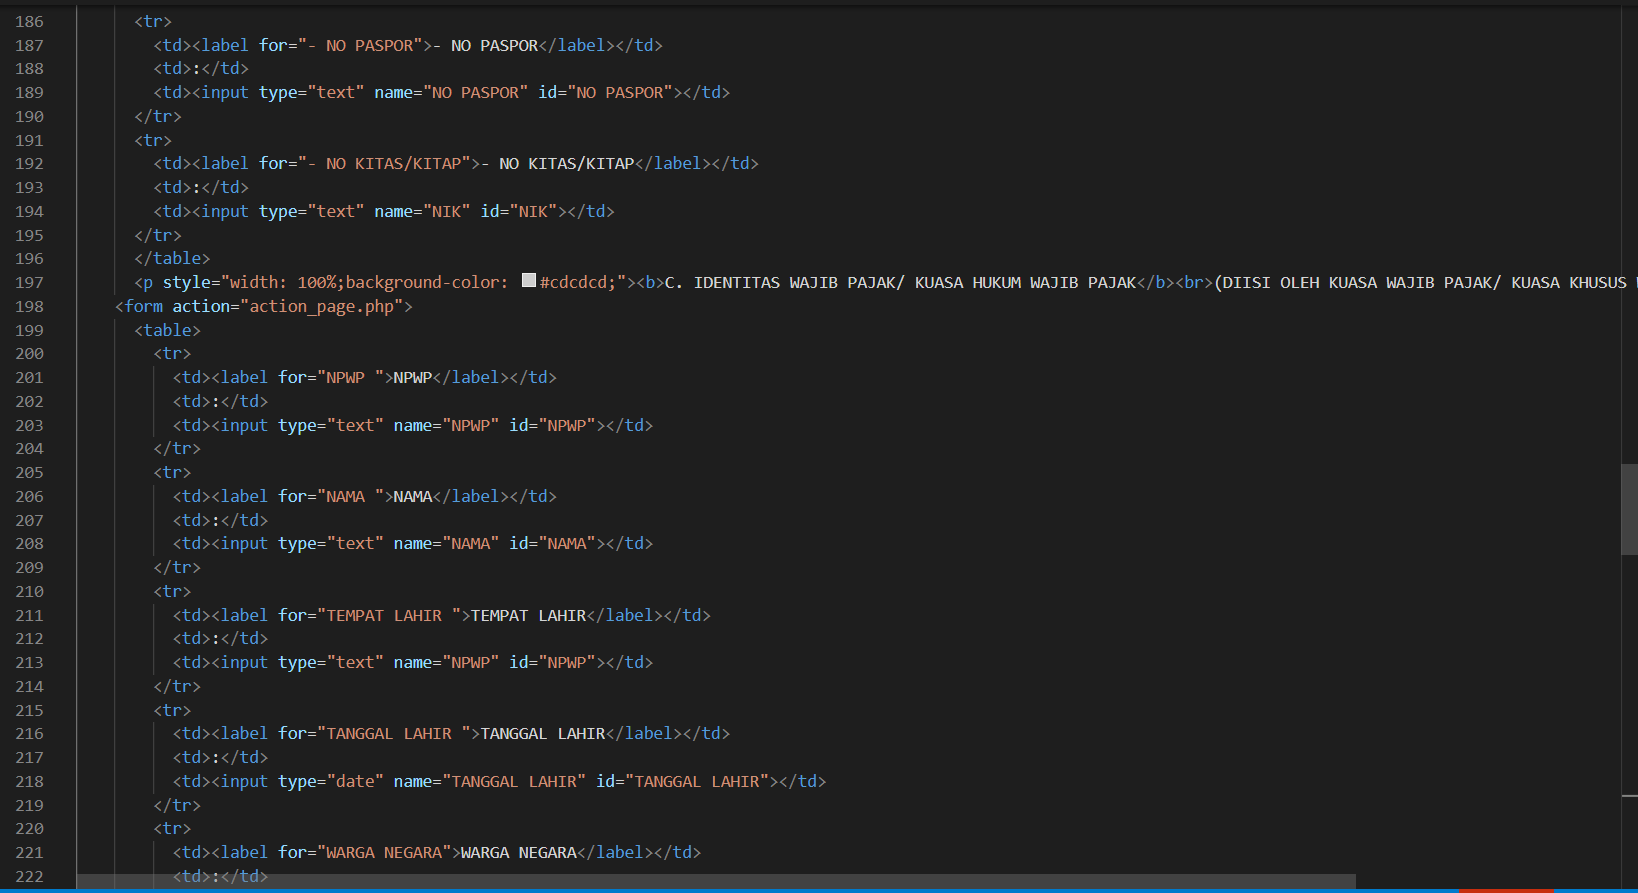 186 <tr>
187 <td><label for="- NO PASPOR">- NO PASPOR</label></td>
188 <td>:</td>
189 <td><input type="text" name="NO PASPOR" id="NO PASPOR"></td>
190 </tr>
191 <tr>
192 <td><label for="- NO KITAS/KITAP">- NO KITAS/KITAP</label></td>
193 <td>:</td>
194 <td><input type="text" name="NIK" id="NIK"></td>
195 </tr>
196 </table>
197 <p style="width: 100%;background-color: #cdcdcd;"><b>C. IDENTITAS WAJIB PAJAK/ KUASA HUKUM WAJIB PAJAK</b><br>(DIISI OLEH KUASA WAJIB PAJAK/ KUASA KHUSUS
198 <form action="action_page.php">
199 <table>
200 <tr>
201 <td><label for="NPWP ">NPWP</label></td>
202 <td>:</td>
203 <td><input type="text" name="NPWP" id="NPWP"></td>
204 </tr>
205 <tr>
206 <td><label for="NAMA ">NAMA</label></td>
207 <td>:</td>
208 <td><input type="text" name="NAMA" id="NAMA"></td>
209 </tr>
210 <tr>
211 <td><label for="TEMPAT LAHIR ">TEMPAT LAHIR</label></td>
212 <td>:</td>
213 <td><input type="text" name="NPWP" id="NPWP"></td>
214 </tr>
215 <tr>
216 <td><label for="TANGGAL LAHIR ">TANGGAL LAHIR</label></td>
217 <td>:</td>
218 <td><input type="date" name="TANGGAL LAHIR" id="TANGGAL LAHIR"></td>
219 </tr>
220 <tr>
221 <td><label for="WARGA NEGARA">WARGA NEGARA</label></td>
222 <td>:</td>